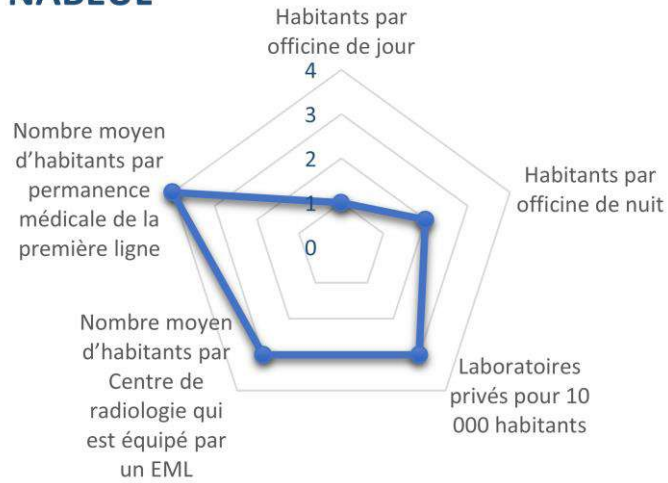 NABEUL
Habitants par
officine de jour
4
3
2
1
0
Habitants par
officine de nuit
Laboratoires
privés pour 10
000 habitants
Nombre moyen
d'habitants par
Centre de
radiologie qui
est équipé par
un EML
Nombre moyen
d'habitants par
permanence
médicale de la
première ligne